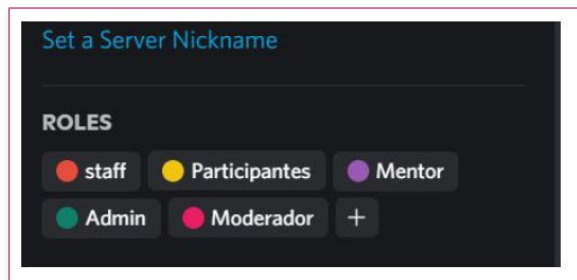 Set a Server Nickname
ROLES
staff Participantes Mentor
Admin Moderador +